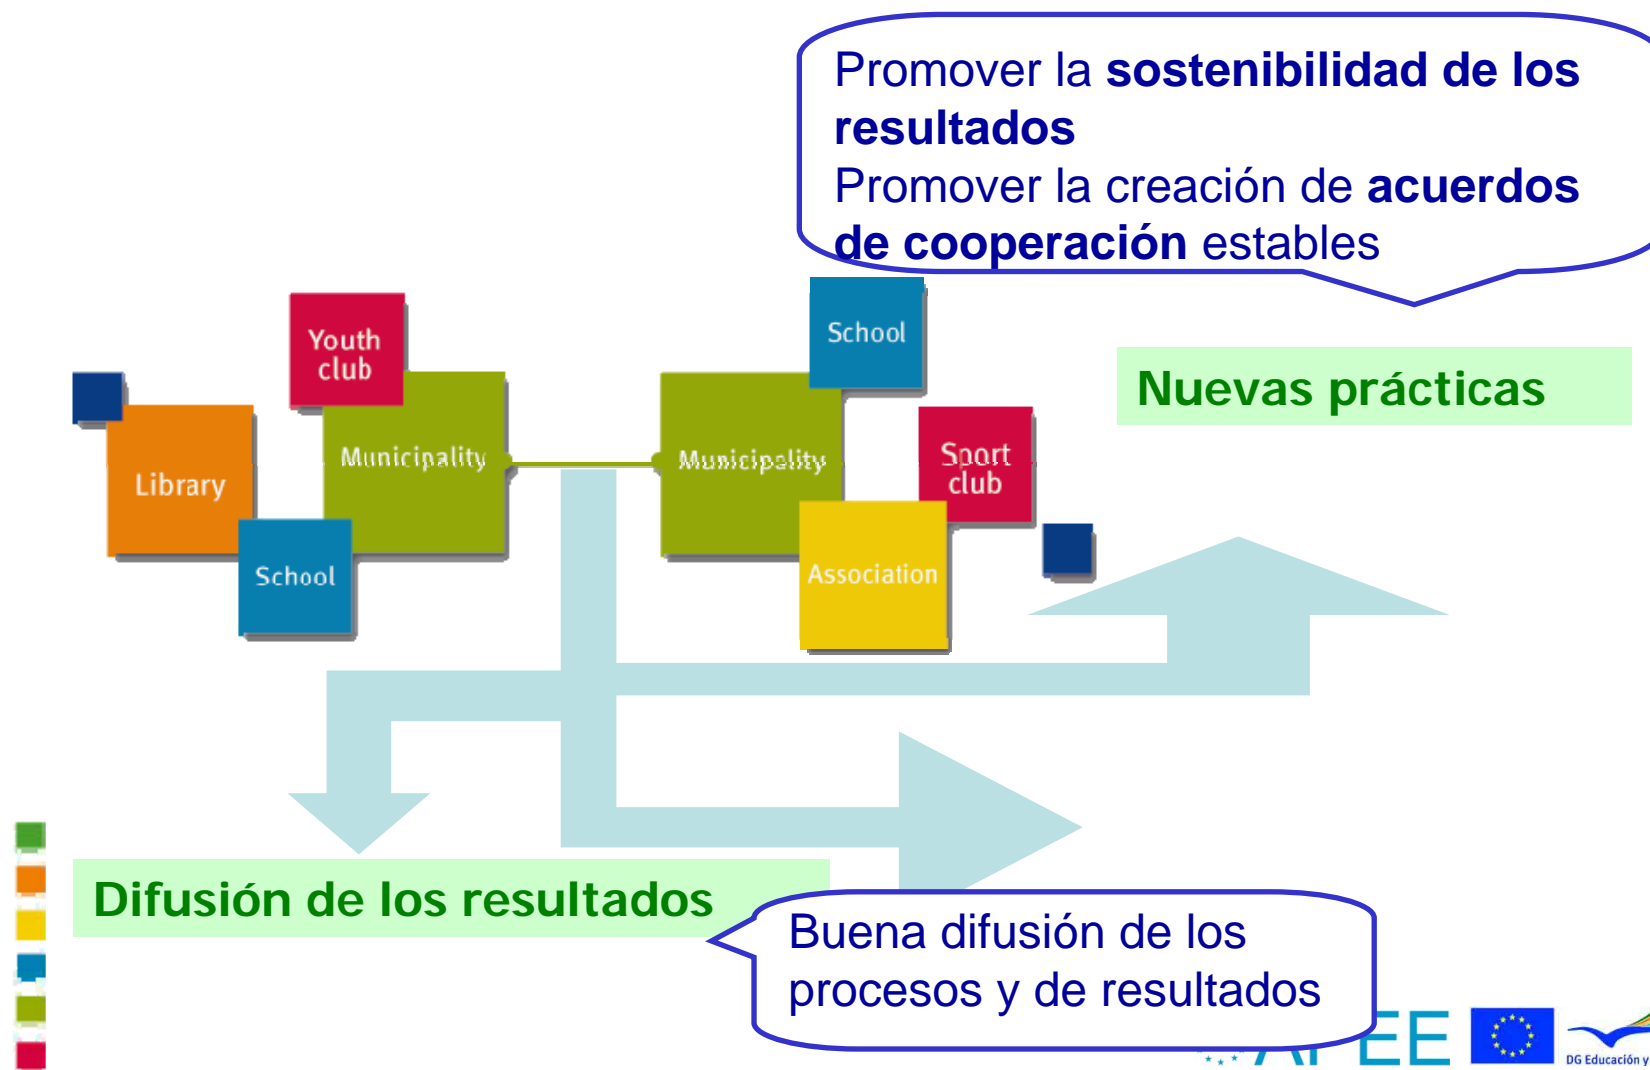 Promover la sostenibilidad de los
resultados
Promover la creación de acuerdos
de cooperación estables
Youth
club
School
Nuevas prácticas
Municipality
Municipality
Sport
club
Library
School
Association
Difusión de los resultados
Buena difusión de los
procesos y de resultados
EE
DG Educación y